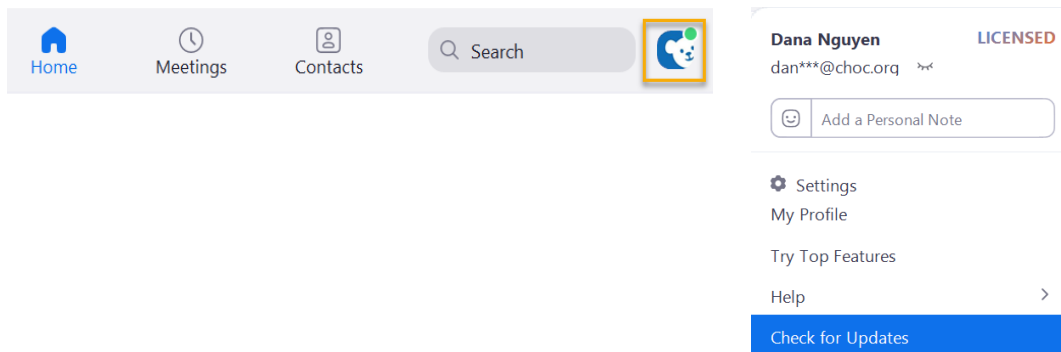 Home
Meetings
Contacts
Search
Dana Nguyen LICENSED
dan***@choc.org
Add a Personal Note
Settings
My Profile
Try Top Features
Help
Check for Updates